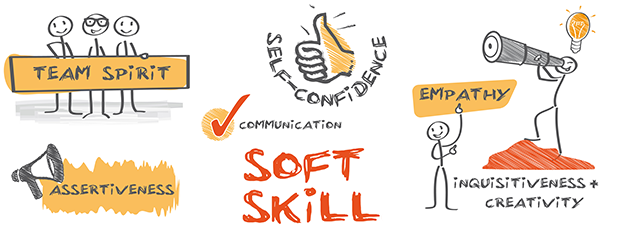 TEAM SPIRIT
SELF-CONFIDENCE
EMPATHY
COMMUNICATION
ASSERTIVENESS
SOFT
SKILL
INQUISITIVENESS +
CREATIVITY